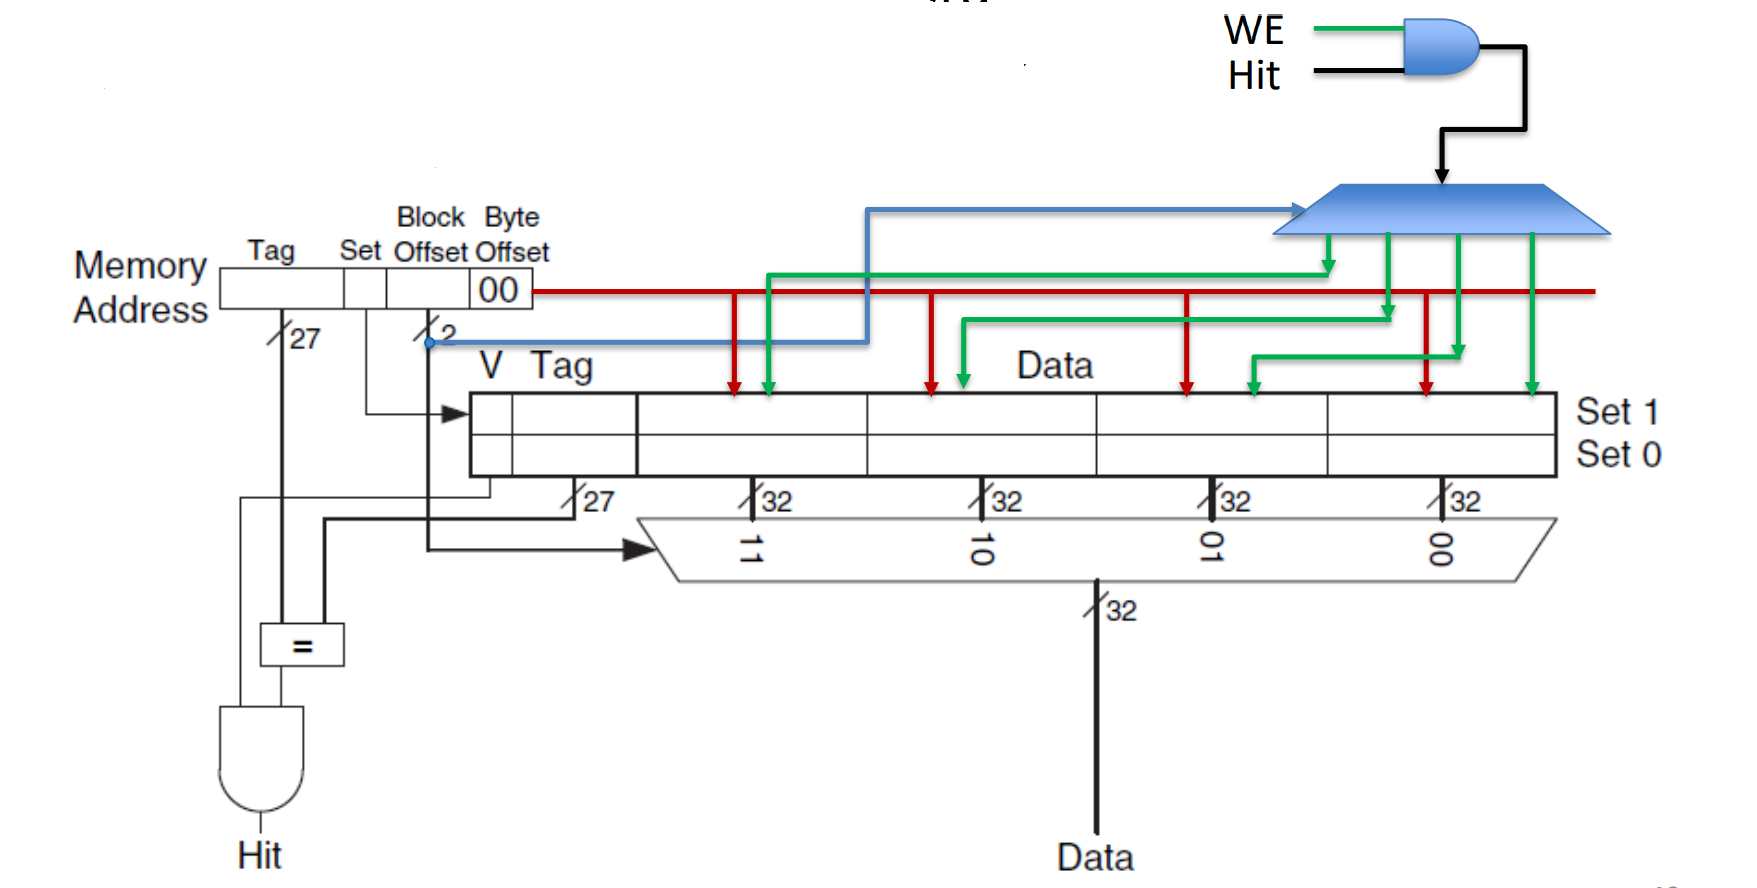 WE
Hit
Block Byte
Tag Set Offset Offset
Memory
Address
00
27
2
V Tag Data
Set 1
Set 0
27 32 32 32 32
11 10 01 00
32
=
Hit
Data